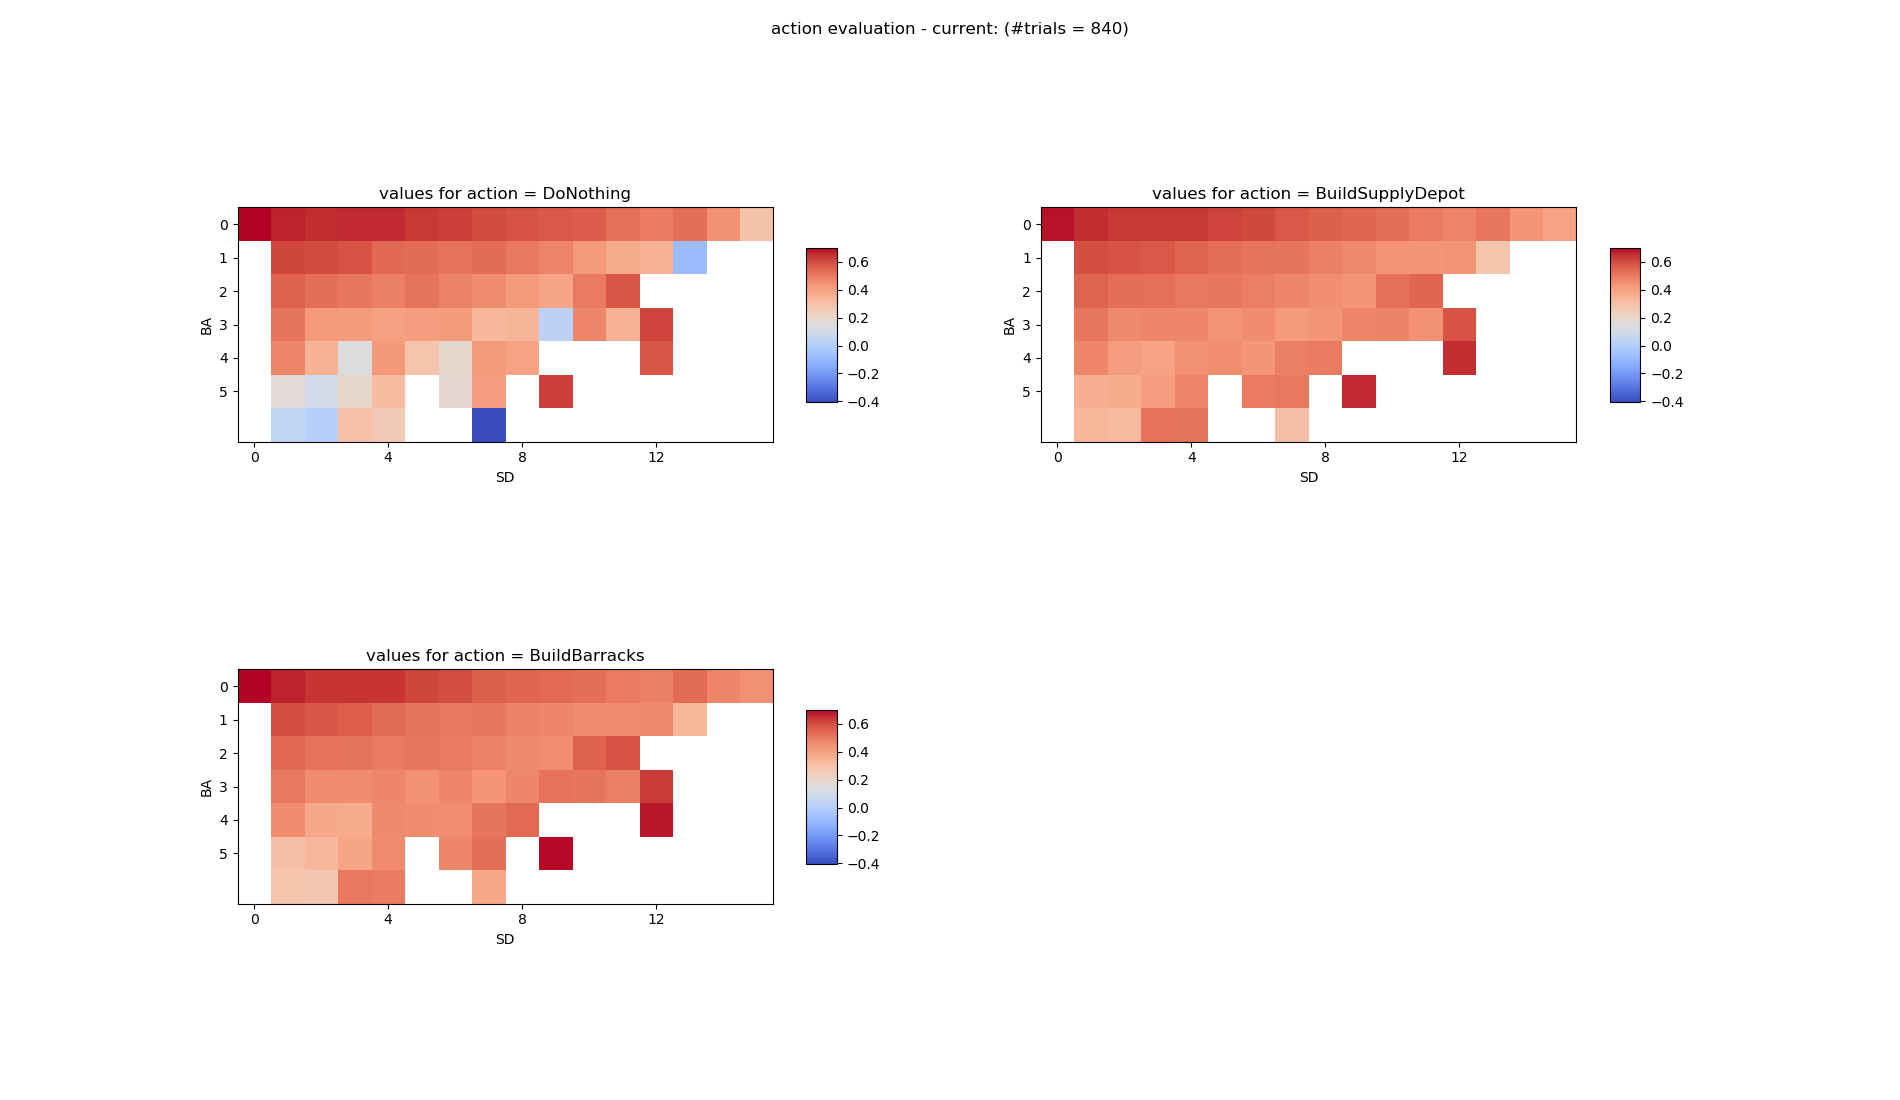 action evaluation - current: (#trials = 840)
values for action = DoNothing
0
1
2
3
4
5
BA
0 4 8 12
SD
0.6
0.4
0.2
0.0
−0.2
−0.4
values for action = BuildSupplyDepot
0
1
2
3
4
5
BA
0 4 8 12
SD
0.6
0.4
0.2
0.0
−0.2
−0.4
values for action = BuildBarracks
0
1
2
3
4
5
BA
0 4 8 12
SD
0.6
0.4
0.2
0.0
−0.2
−0.4